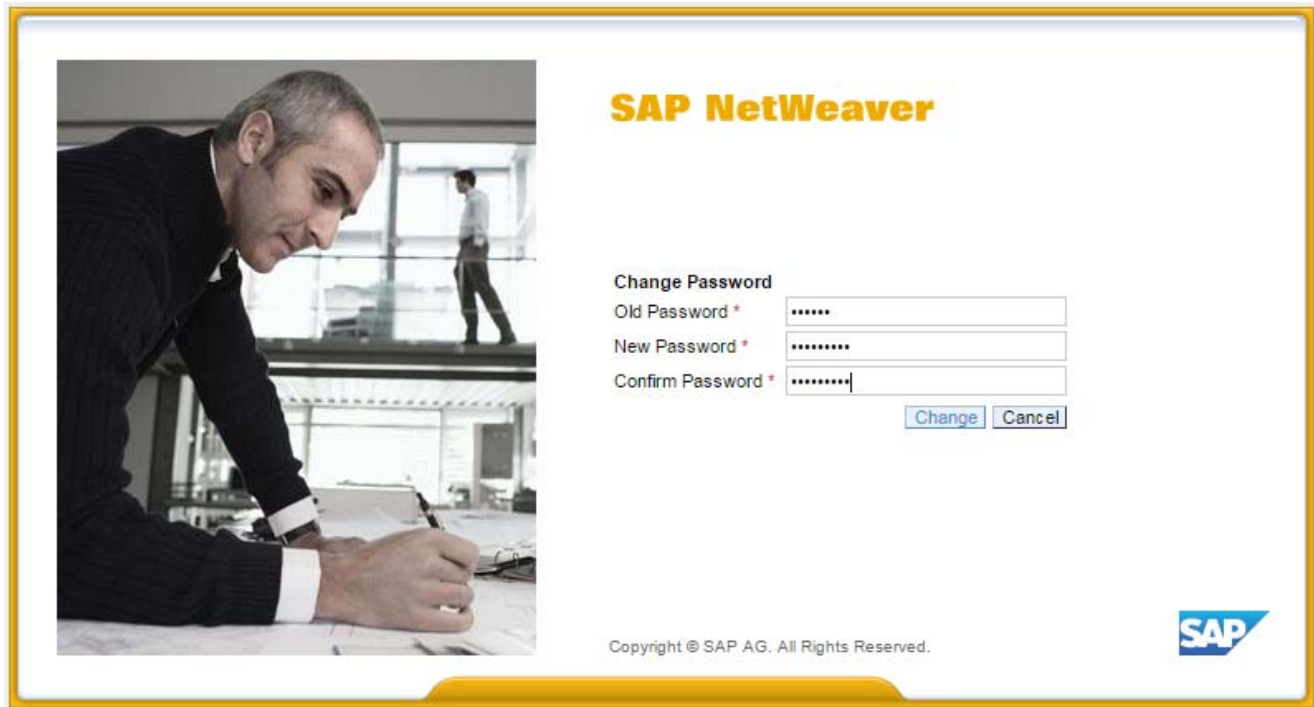 SAP NetWeaver
Change Password
Old Password * ••••••
New Password * •••••••••
Confirm Password * •••••••••
Change Cancel
Copyright © SAP AG. All Rights Reserved.
SAP